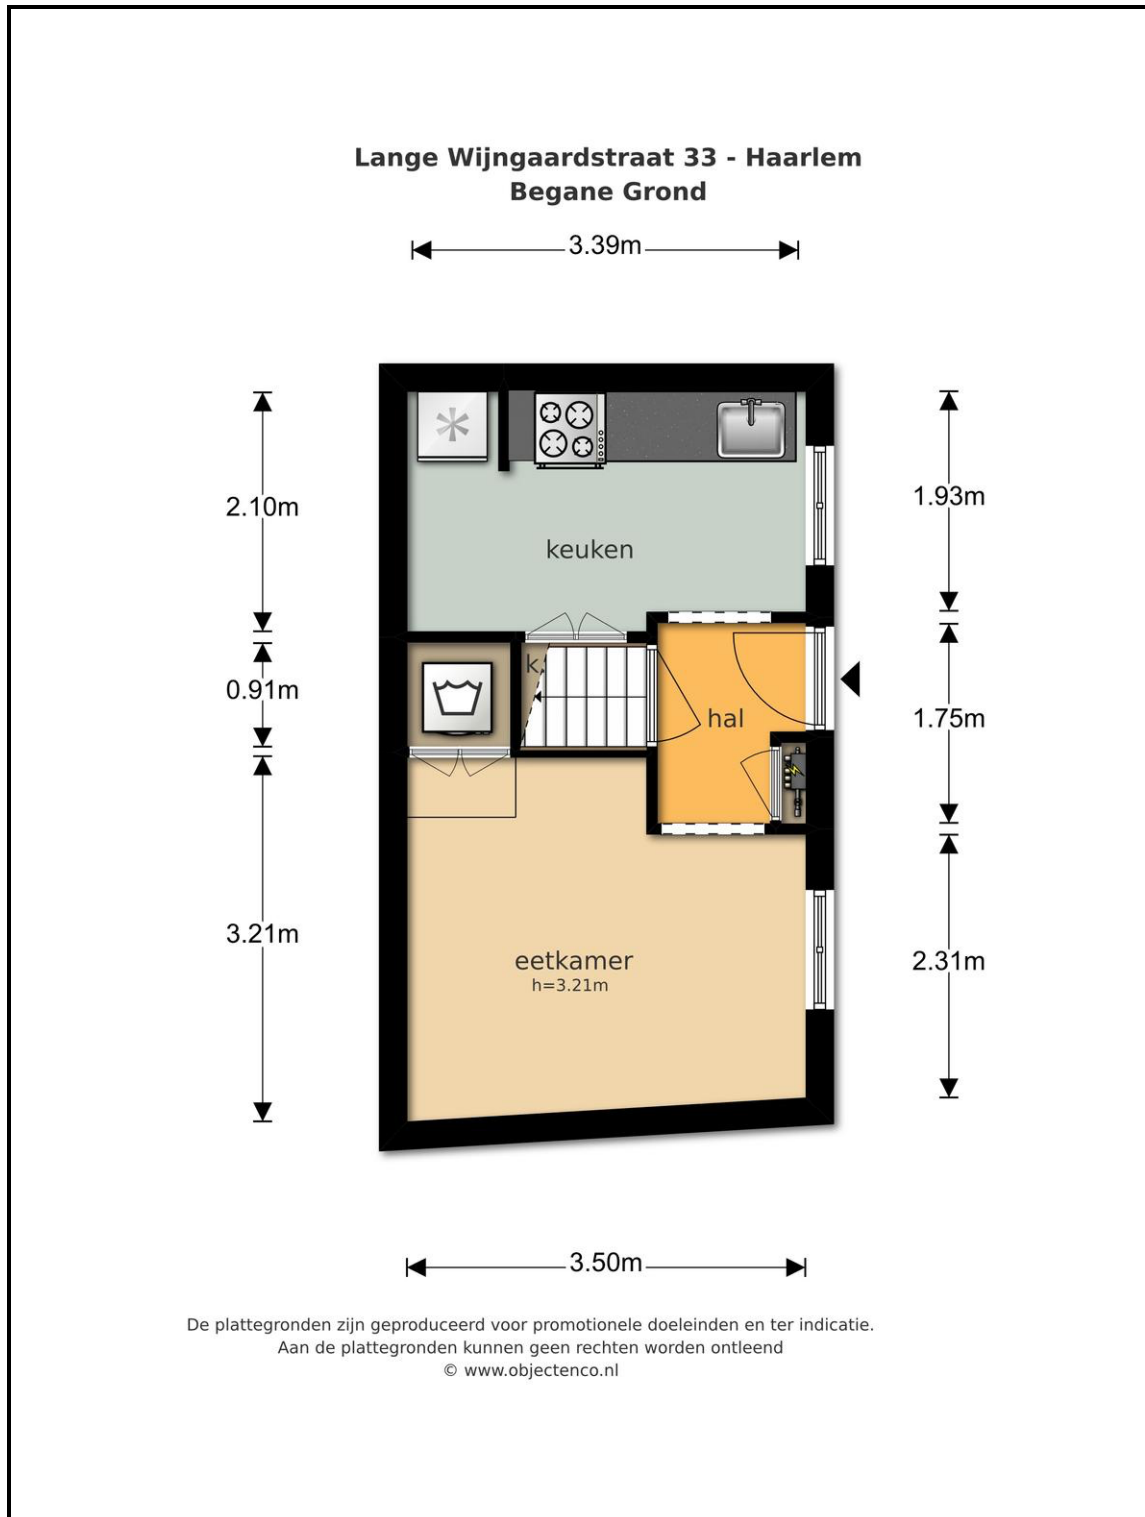 Lange Wijngaardstraat 33 - Haarlem
Begane Grond
3.39m
2.10m
1.93m
keuken
k.
0.91m
hal
1.75m
3.21m
eetkamer
h=3.21m
2.31m
3.50m
De plattegronden zijn geproduceerd voor promotionele doeleinden en ter indicatie.
Aan de plattegronden kunnen geen rechten worden ontleend
© www.objectenco.nl